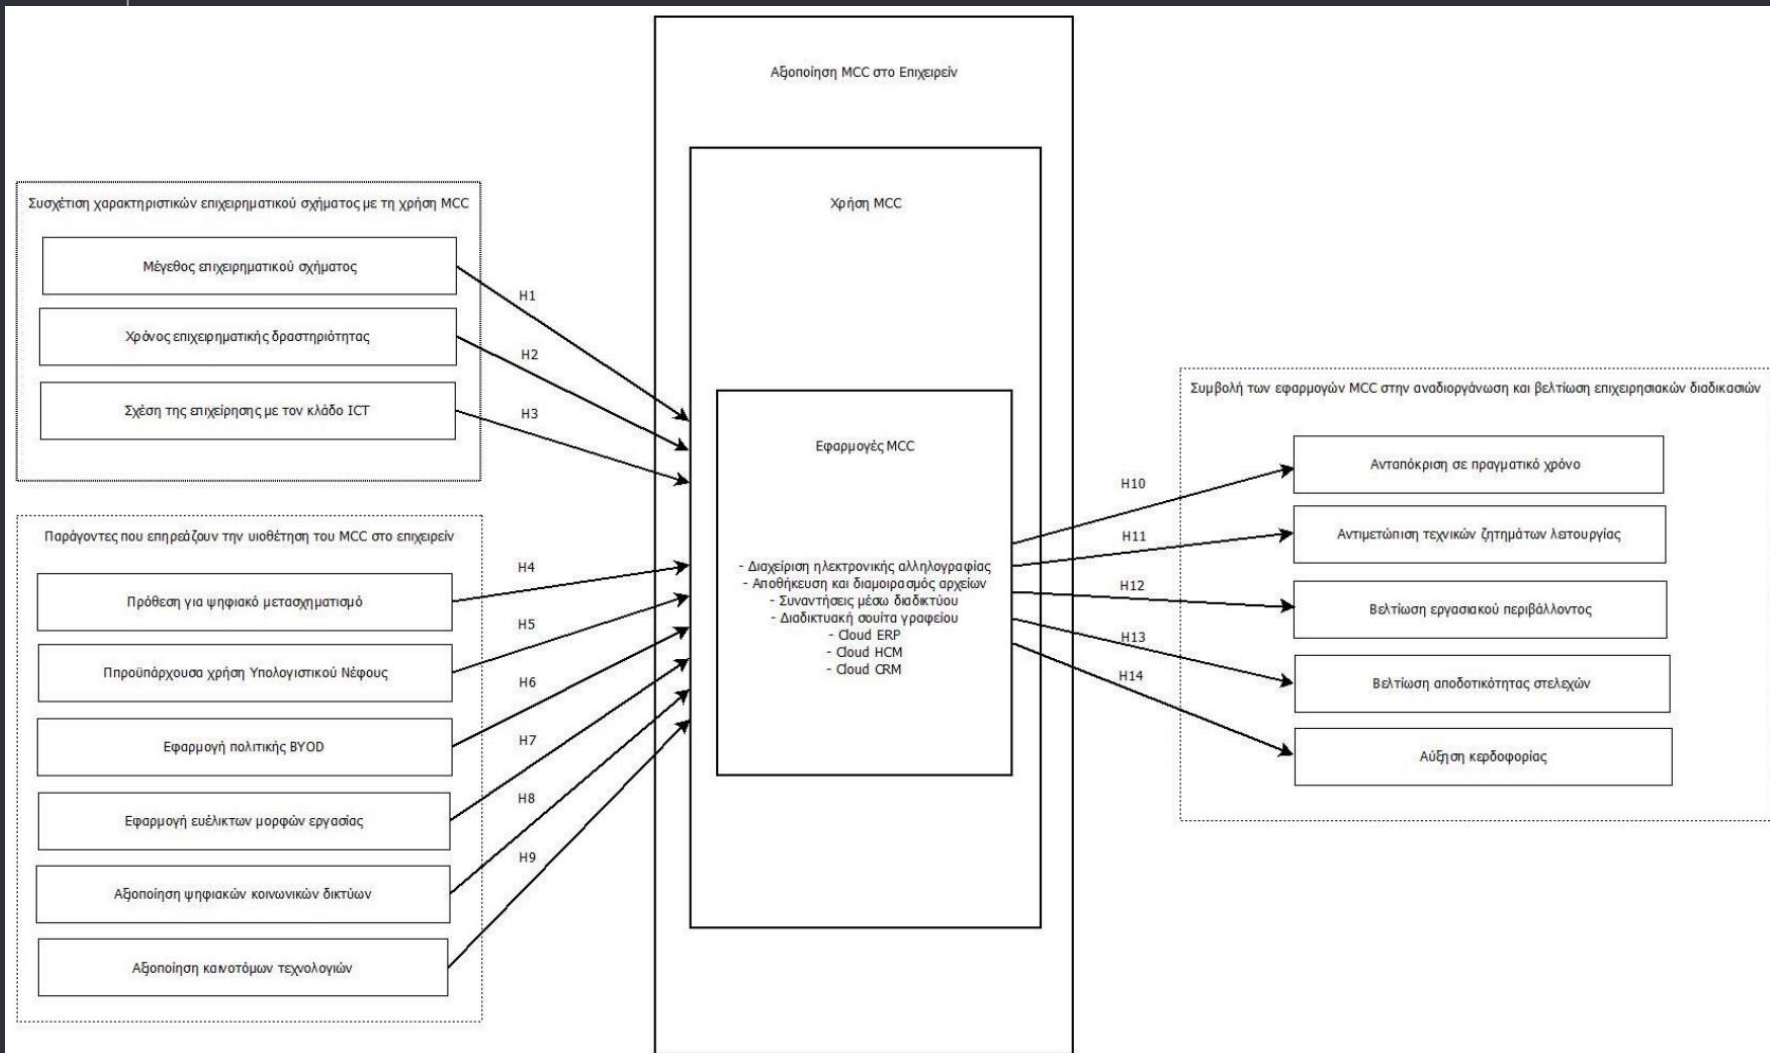 Αξιοποίηση MCC στο Επιχειρείν
Χρήση MCC
Συσχέτιση χαρακτηριστικών επιχειρηματικού σχήματος με τη χρήση MCC
Μέγεθος επιχειρηματικού σχήματος
Χρόνος επιχειρηματικής δραστηριότητας
Σχέση της επιχείρησης με τον κλάδο ICT
H1
H2
H3
Παράγοντες που επηρεάζουν την υιοθέτηση του MCC στο επιχειρείν
Πρόθεση για ψηφιακό μετασχηματισμό
Πηροϋπάρχουσα χρήση Υπολογιστικού Νέφους
Εφαρμογή πολιτικής BYOD
Εφαρμογή ευέλικτων μορφών εργασίας
Αξιοποίηση ψηφιακών κοινωνικών δικτύων
Αξιοποίηση καινοτόμων τεχνολογιών
H4
H5
H6
H7
H8
H9
Εφαρμογές MCC
- Διαχείριση ηλεκτρονικής αλληλογραφίας
- Αποθήκευση και διαμοιρασμός αρχείων
- Συναντήσεις μέσω διαδικτύου
- Διαδικτυακή σουίτα γραφείου
- Cloud ERP
- Cloud HCM
- Cloud CRM
H10
H11
H12
H13
H14
Συμβολή των εφαρμογών MCC στην αναδιοργάνωση και βελτίωση επιχειρησιακών διαδικασιών
Ανταπόκριση σε πραγματικό χρόνο
Αντιμετώπιση τεχνικών ζητημάτων λειτουργίας
Βελτίωση εργασιακού περιβάλλοντος
Βελτίωση αποδοτικότητας στελεχών
Αύξηση κερδοφορίας